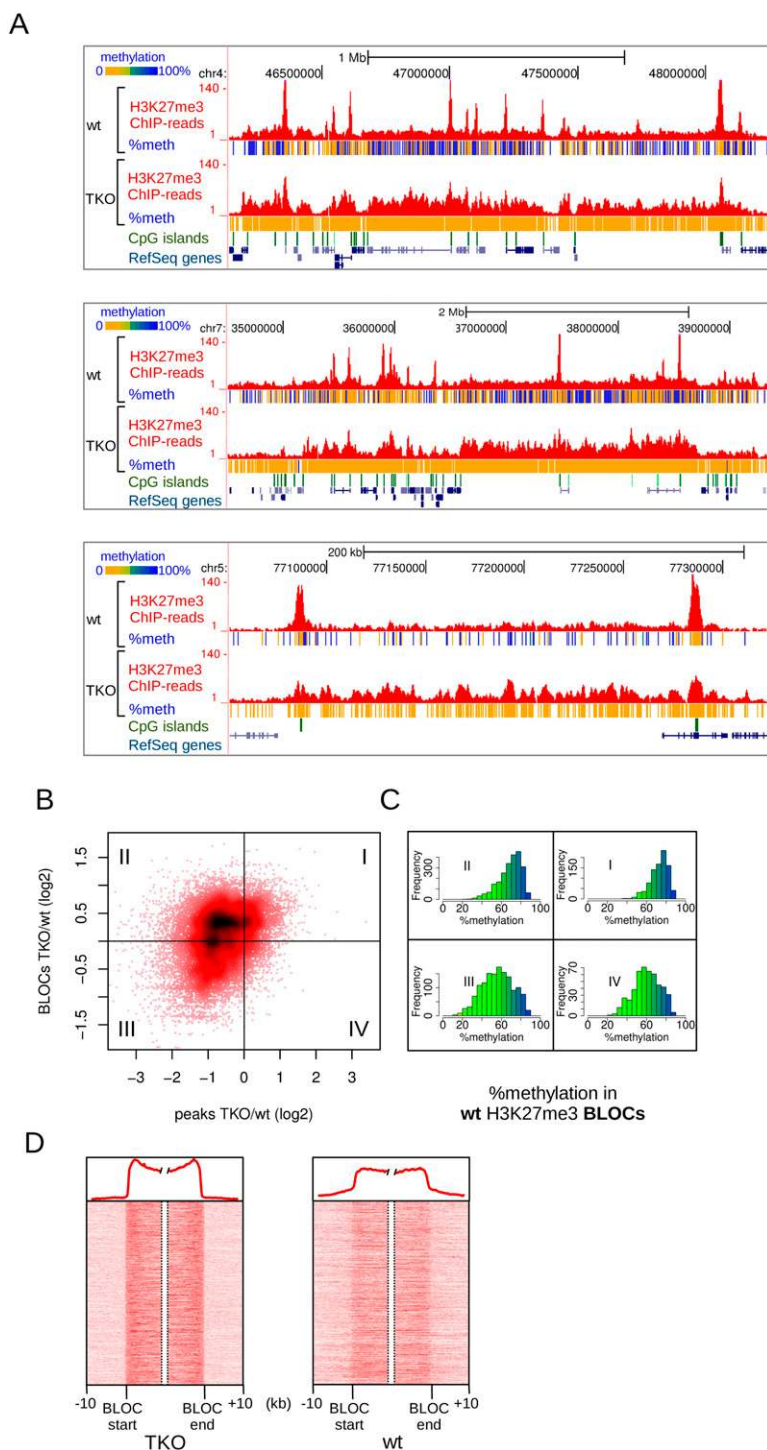 A
methylation
0 100%
1 Mb
chr4: 46500000 47000000 47500000 48000000
wt
140
H3K27me3
ChIP-reads
1
%meth
TKO
140
H3K27me3
ChIP-reads
1
%meth
CpG islands
RefSeq genes
methylation
0 100%
2 Mb
chr7: 35000000 36000000 37000000 38000000 39000000
wt
140
H3K27me3
ChIP-reads
1
%meth
TKO
140
H3K27me3
ChIP-reads
1
%meth
CpG islands
RefSeq genes
methylation
0 100%
200 kb
chr5: 77100000 77150000 77200000 77250000 77300000
wt
140
H3K27me3
ChIP-reads
1
%meth
TKO
140
H3K27me3
ChIP-reads
1
%meth
CpG islands
RefSeq genes
B
BLOCs TKO/wt (log2)
1.5
0.5
−0.5
−1.5
II I
III IV
−3 −2 −1 0 1 2 3
peaks TKO/wt (log2)
C
II
Frequency
0 300
0 20 60 100
%methylation
I
Frequency
0 150
0 20 60 100
%methylation
III
Frequency
0 100
0 20 60 100
%methylation
IV
Frequency
0 30 70
0 20 60 100
%methylation
%methylation in
wt H3K27me3 BLOCs
D
-10 BLOC start BLOC end +10
(kb)
-10 BLOC start BLOC end +10
TKO wt